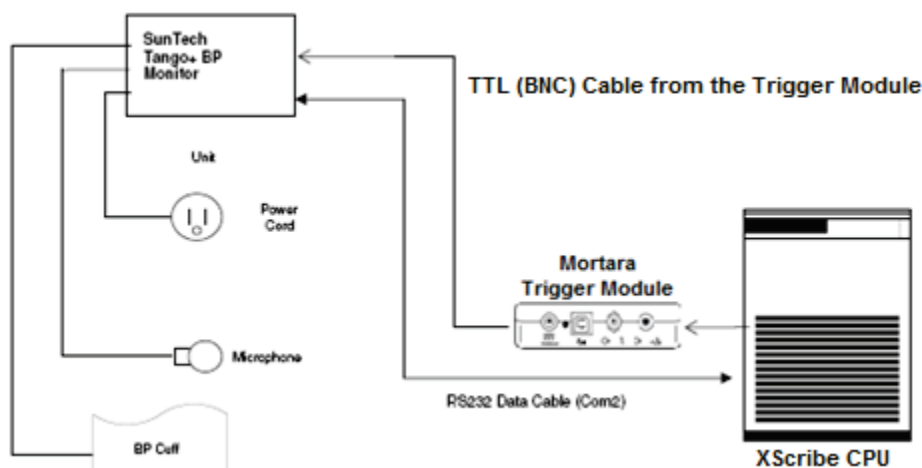 SunTech
Tango+ BP
Monitor
TTL (BNC) Cable from the Trigger Module
Unit
Power
Cord
Mortara
Trigger Module
Microphone
RS232 Data Cable (Com2)
BP Cuff
XScribe CPU